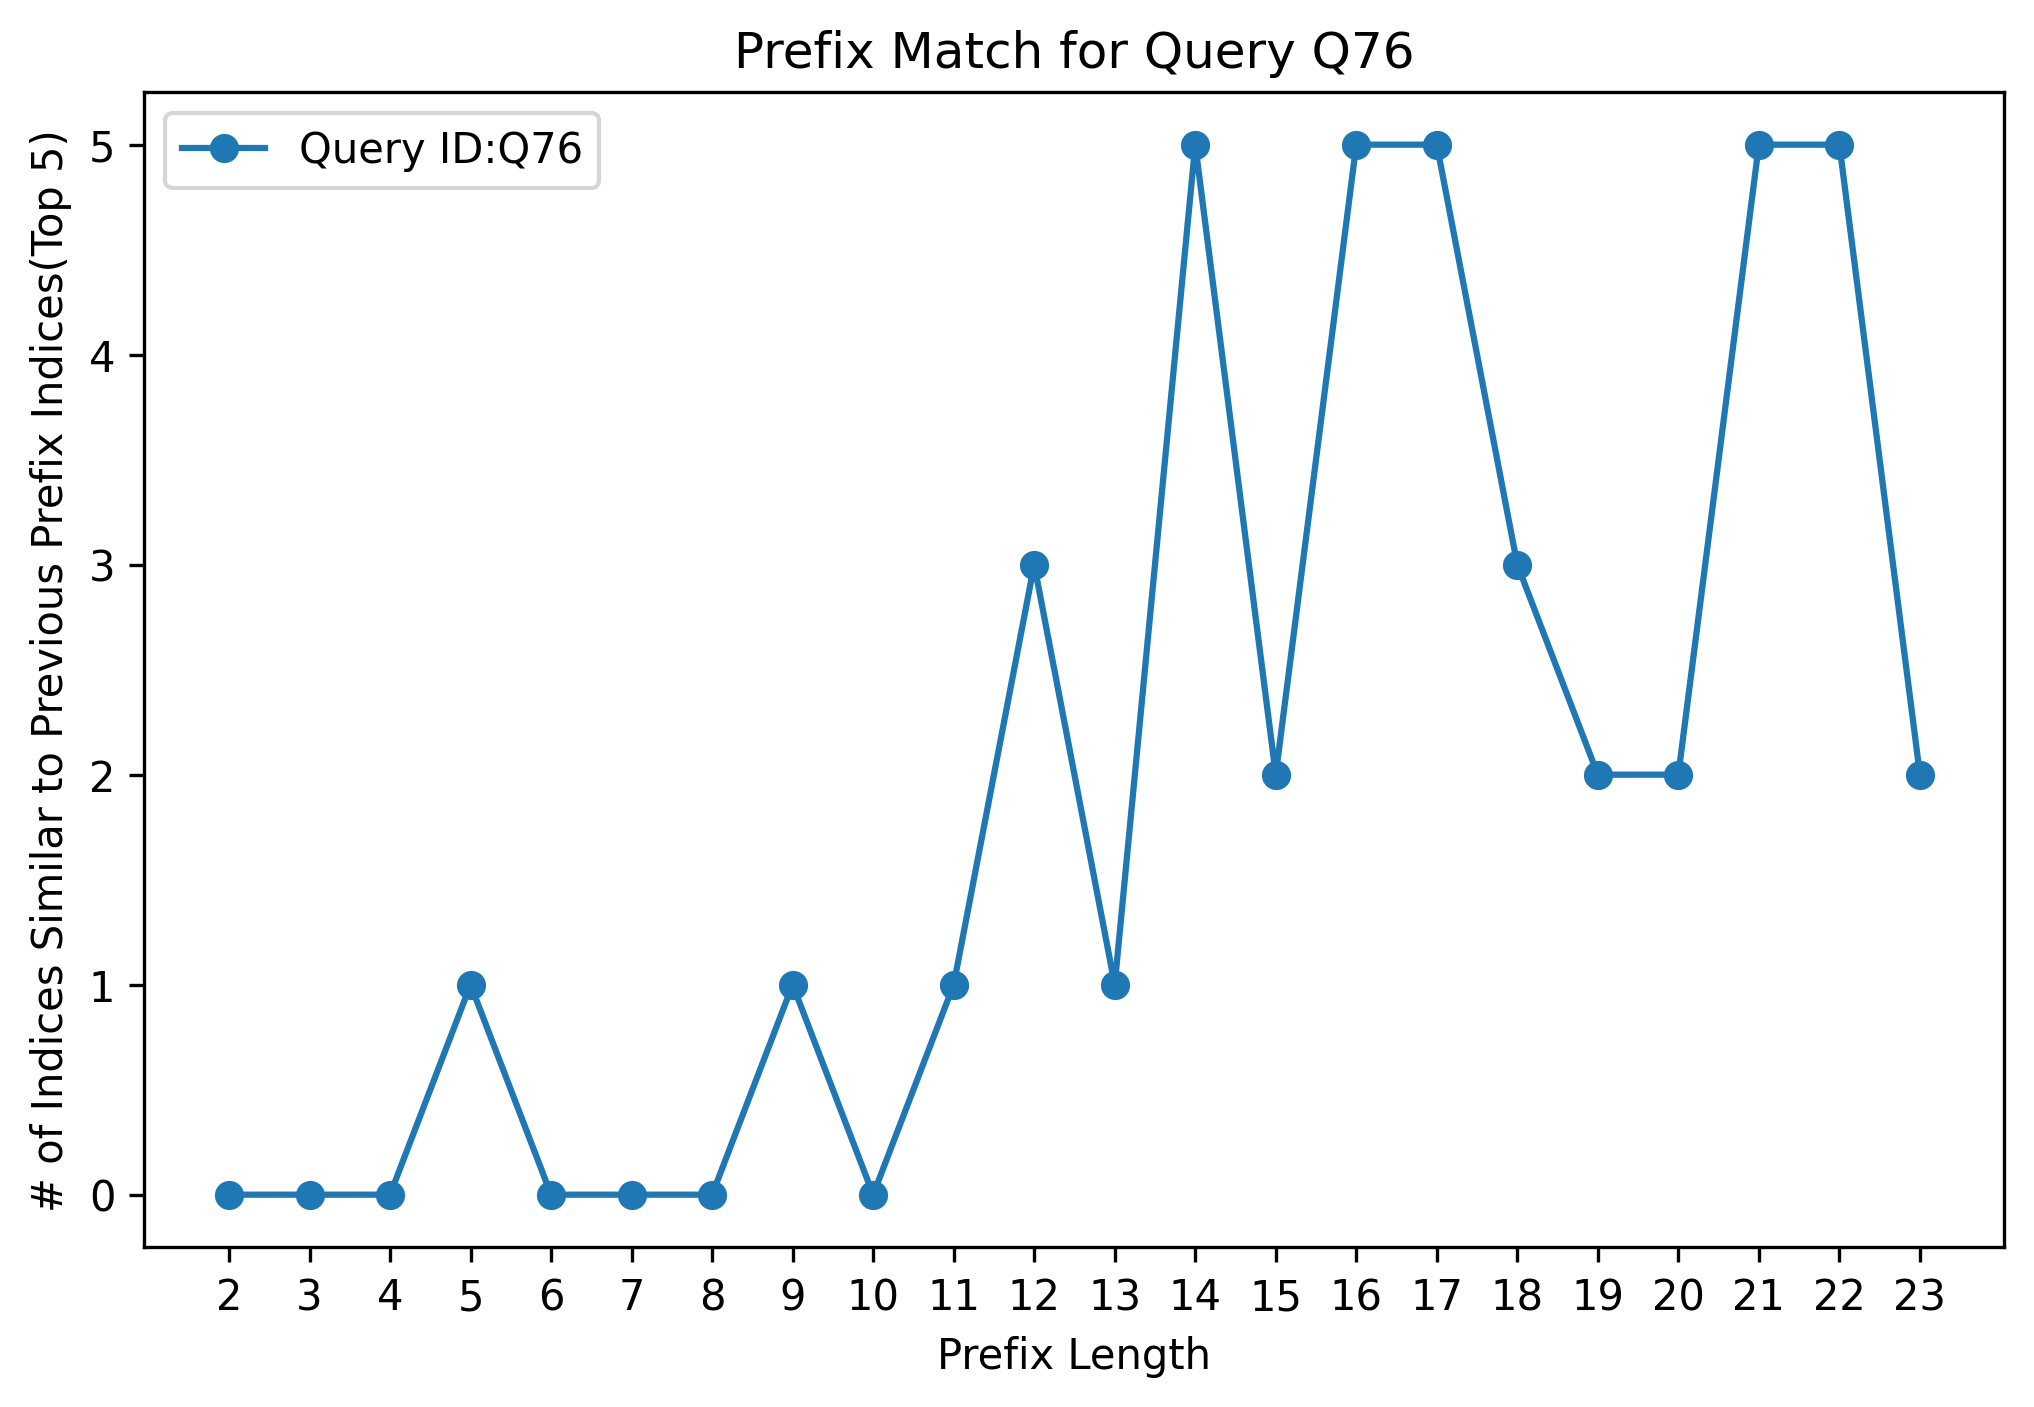 Prefix Match for Query Q76
Query ID:Q76
# of Indices Similar to Previous Prefix Indices(Top 5)
5
4
3
2
1
0
2 3 4 5 6 7 8 9 10 11 12 13 14 15 16 17 18 19 20 21 22 23
Prefix Length